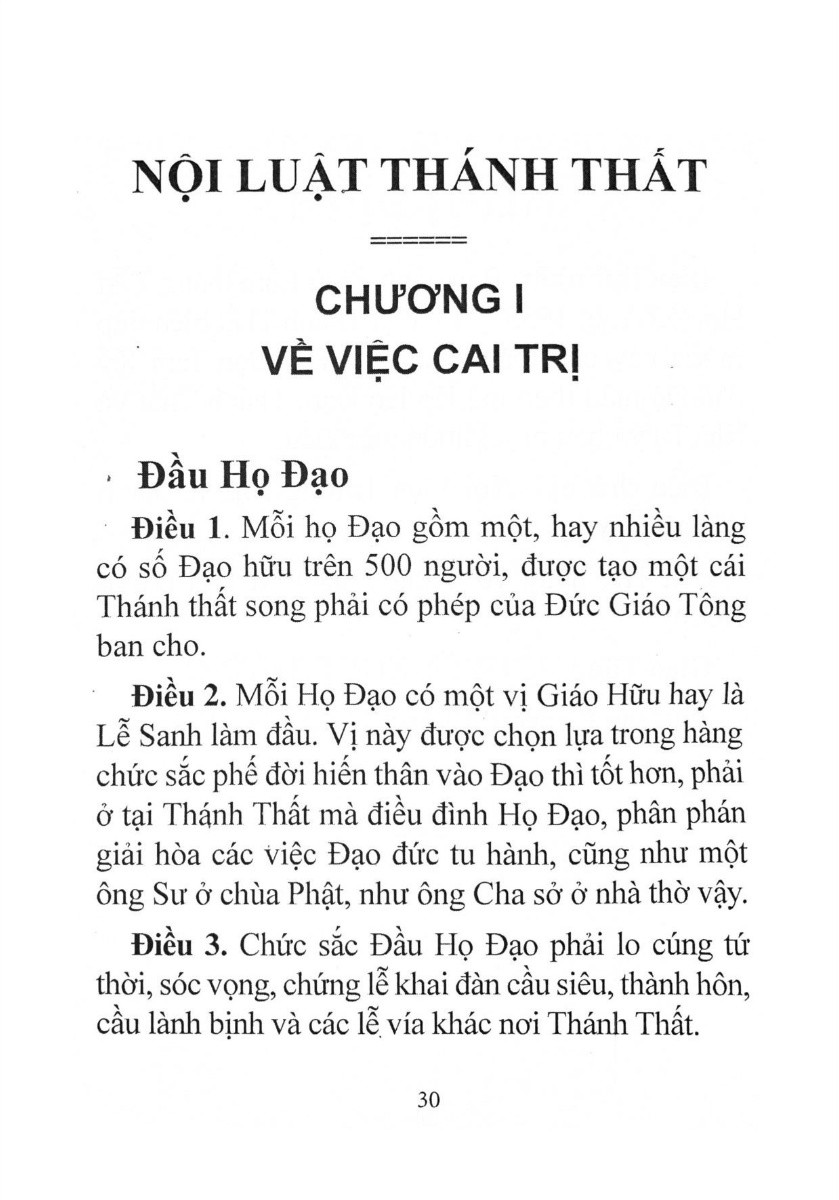 NỘI LUẬT THÁNH THẤT
======
CHƯƠNG I
VỀ VIỆC CAI TRỊ
Đầu Họ Đạo
Điều 1. Mỗi họ Đạo gồm một, hay nhiều làng
có số Đạo hữu trên 500 người, được tạo một cái
Thánh thất song phải có phép của Đức Giáo Tông
ban cho.
Điều 2. Mỗi Họ Đạo có một vị Giáo Hữu hay là
Lễ Sanh làm đầu. Vị này được chọn lựa trong hàng
chức sắc phế đời hiến thân vào Đạo thì tốt hơn, phải
ở tại Thánh Thất mà điều đình Họ Đạo, phân phán
giải hòa các việc Đạo đức tu hành, cũng như một
ông Sư ở chùa Phật, như ông Cha sở ở nhà thờ vậy.
Điều 3. Chức sắc Đầu Họ Đạo phải lo cúng tứ
thời, sóc vọng, chứng lễ khai đàn cầu siêu, thành hôn,
cầu lành bịnh và các lễ vía khác nơi Thánh Thất.
30